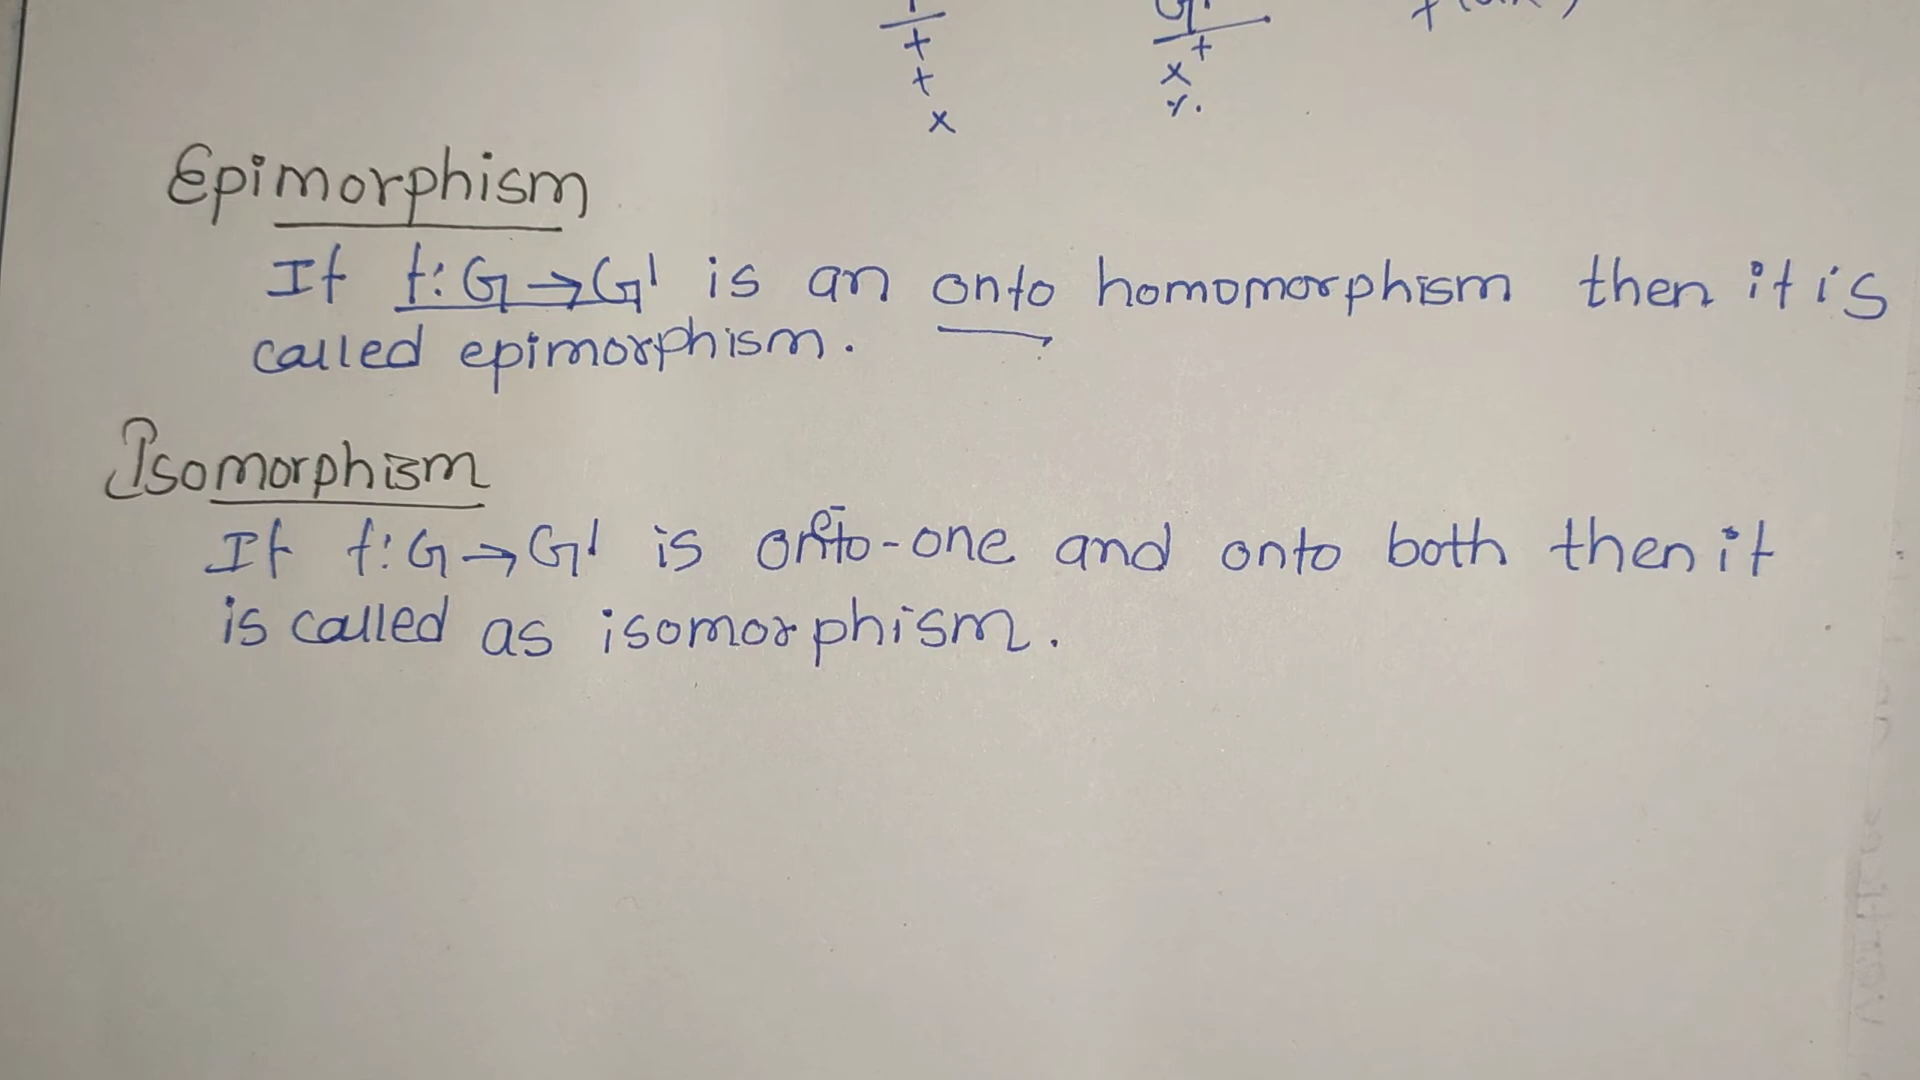 +
+
+
x
x
Epimorphism
If f:G→G' is an onto homomorphism then it is
called epimorphism.
Isomorphism
If f:G→G' is -one and onto both then it
is called as isomorphism.